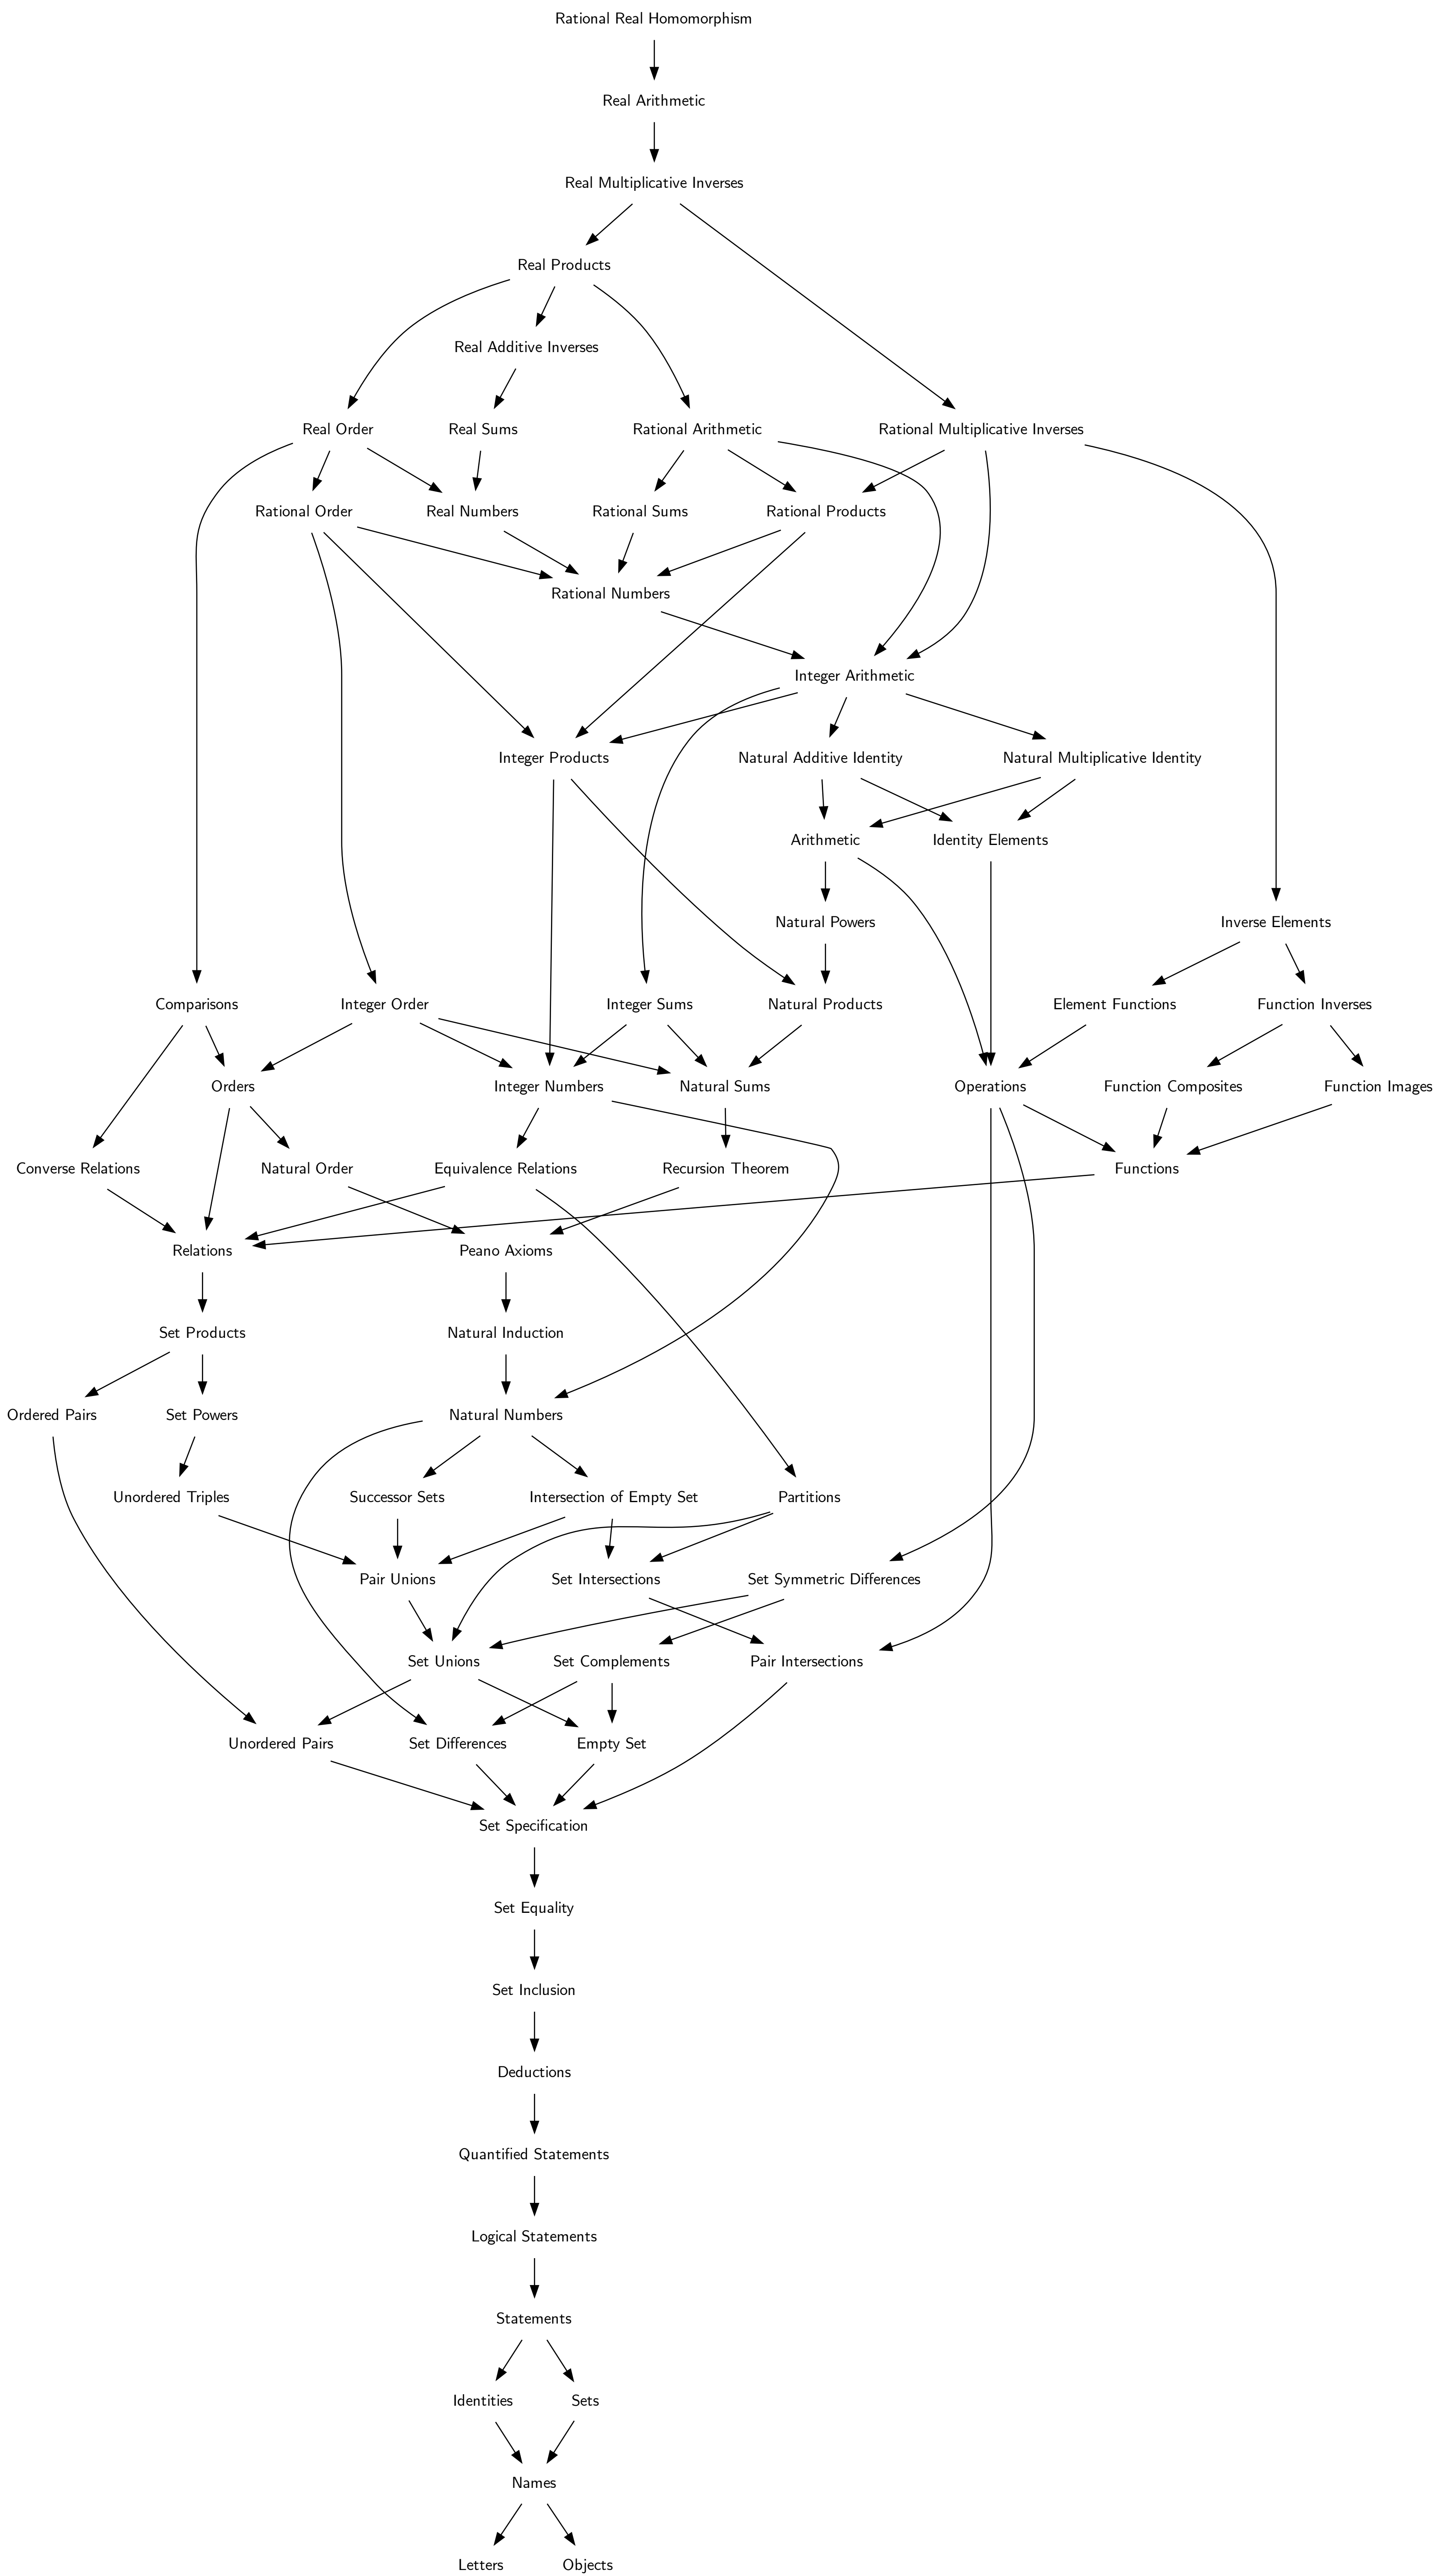 Rational Real Homomorphism
Real Arithmetic
Real Multiplicative Inverses
Real Products
Real Additive Inverses
Real Order
Real Sums
Rational Arithmetic
Rational Multiplicative Inverses
Rational Order
Real Numbers
Rational Sums
Rational Products
Rational Numbers
Integer Arithmetic
Integer Products
Natural Additive Identity
Natural Multiplicative Identity
Arithmetic
Identity Elements
Natural Powers
Inverse Elements
Comparisons
Integer Order
Integer Sums
Natural Products
Element Functions
Function Inverses
Orders
Integer Numbers
Natural Sums
Operations
Function Composites
Function Images
Converse Relations
Natural Order
Equivalence Relations
Recursion Theorem
Functions
Relations
Peano Axioms
Set Products
Natural Induction
Ordered Pairs
Set Powers
Natural Numbers
Unordered Triples
Successor Sets
Intersection of Empty Set
Partitions
Pair Unions
Set Intersections
Set Symmetric Differences
Set Unions
Set Complements
Pair Intersections
Unordered Pairs
Set Differences
Empty Set
Set Specification
Set Equality
Set Inclusion
Deductions
Quantified Statements
Logical Statements
Statements
Identities
Sets
Names
Letters
Objects